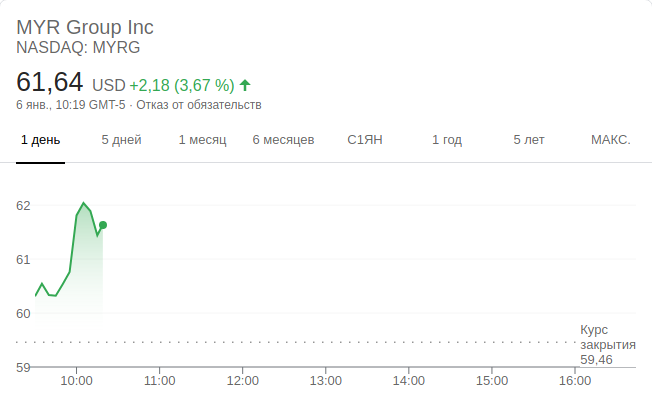 MYR Group Inc
NASDAQ: MYRG
61,64 USD +2,18 (3,67 %)
6 янв., 10:19 GMT-5 · Отказ от обязательств
1 день 5 дней 1 месяц 6 месяцев С1ЯН 1 год 5 лет МАКС.
62
61
60
Курс
закрытия
59,46
59
10:00 11:00 12:00 13:00 14:00 15:00 16:00